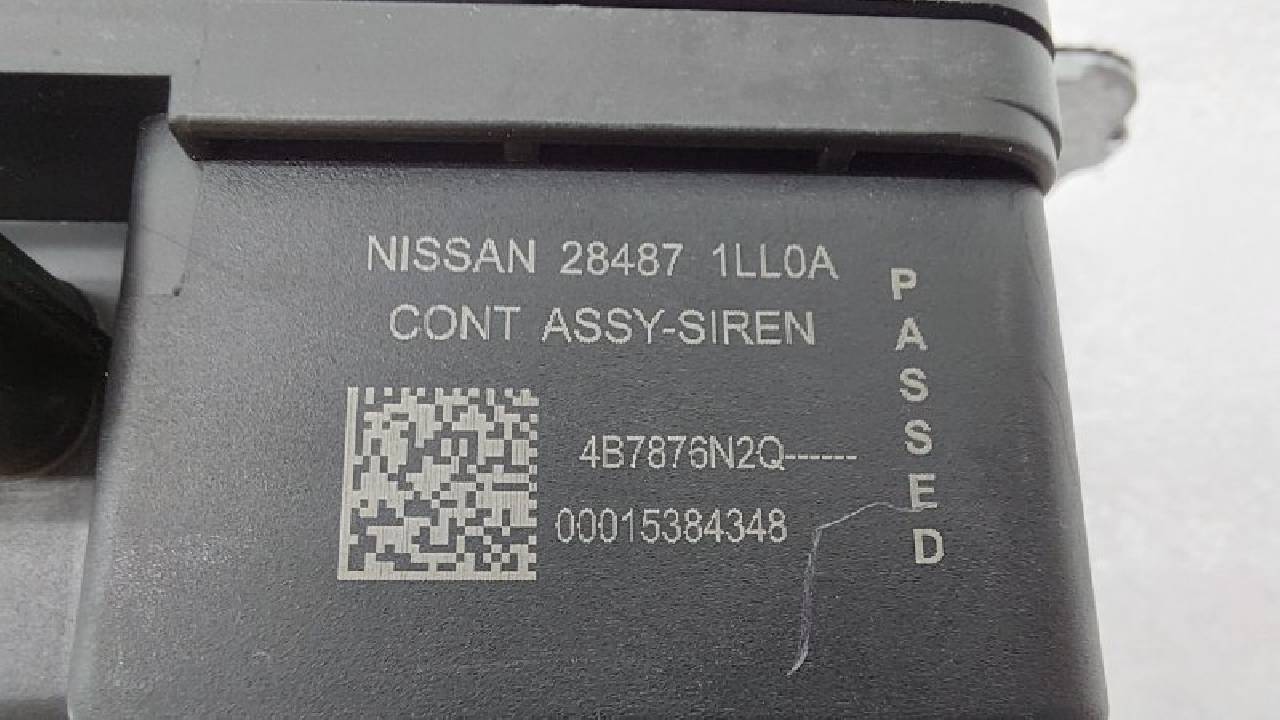 NISSAN 28487 1LL0A
CONT ASSY-SIREN
4B7876N2Q------
00015384348
PASSED